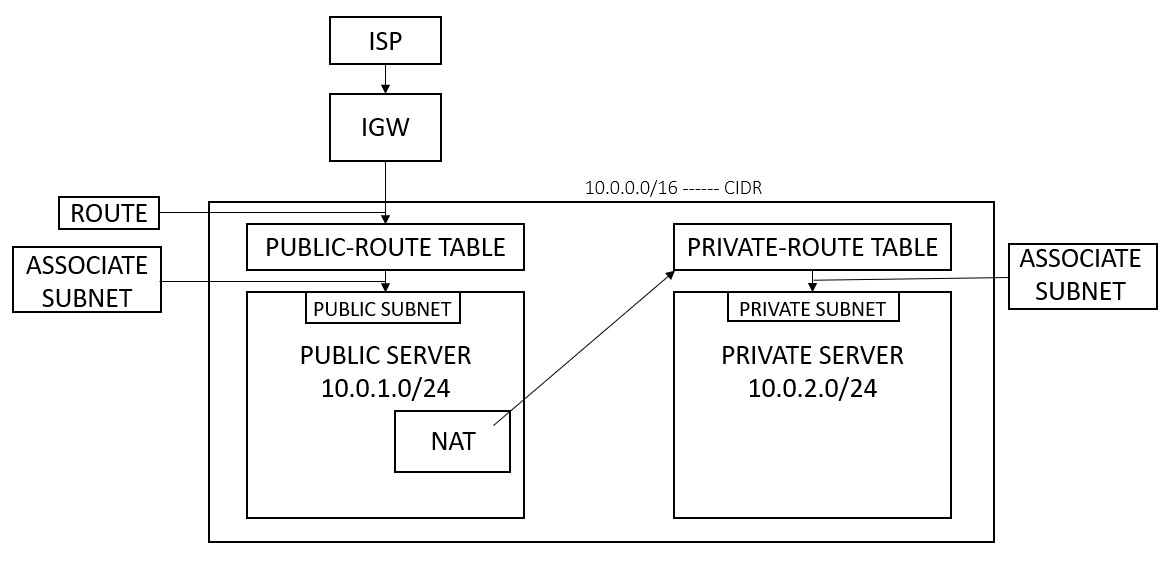 ISP
IGW
10.0.0.0/16 ------ CIDR
ROUTE
PUBLIC-ROUTE TABLE
PRIVATE-ROUTE TABLE
ASSOCIATE
SUBNET
ASSOCIATE
SUBNET
PUBLIC SUBNET
PRIVATE SUBNET
PUBLIC SERVER
10.0.1.0/24
PRIVATE SERVER
10.0.2.0/24
NAT